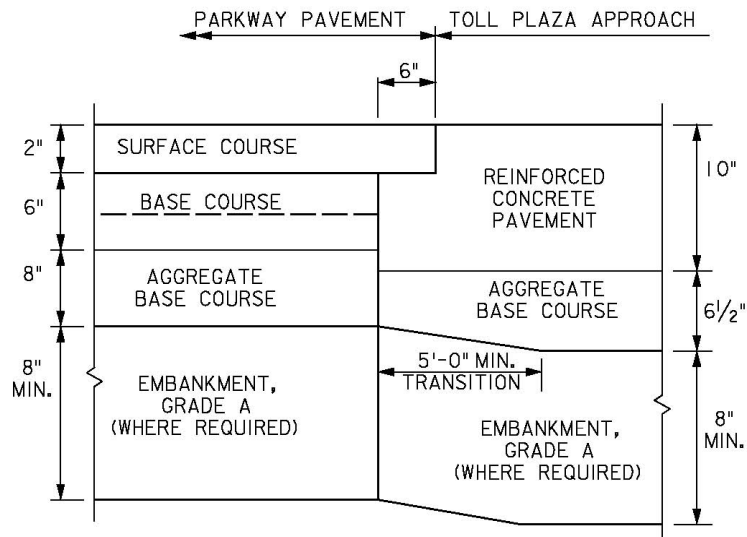 PARKWAY PAVEMENT
TOLL PLAZA APPROACH
6"
2"
SURFACE COURSE
6"
BASE COURSE
8"
AGGREGATE
BASE COURSE
8"
MIN.
EMBANKMENT,
GRADE A
(WHERE REQUIRED)
REINFORCED
CONCRETE
PAVEMENT
10"
AGGREGATE
BASE COURSE
6½"
5'-0" MIN.
TRANSITION
EMBANKMENT,
GRADE A
(WHERE REQUIRED)
8"
MIN.